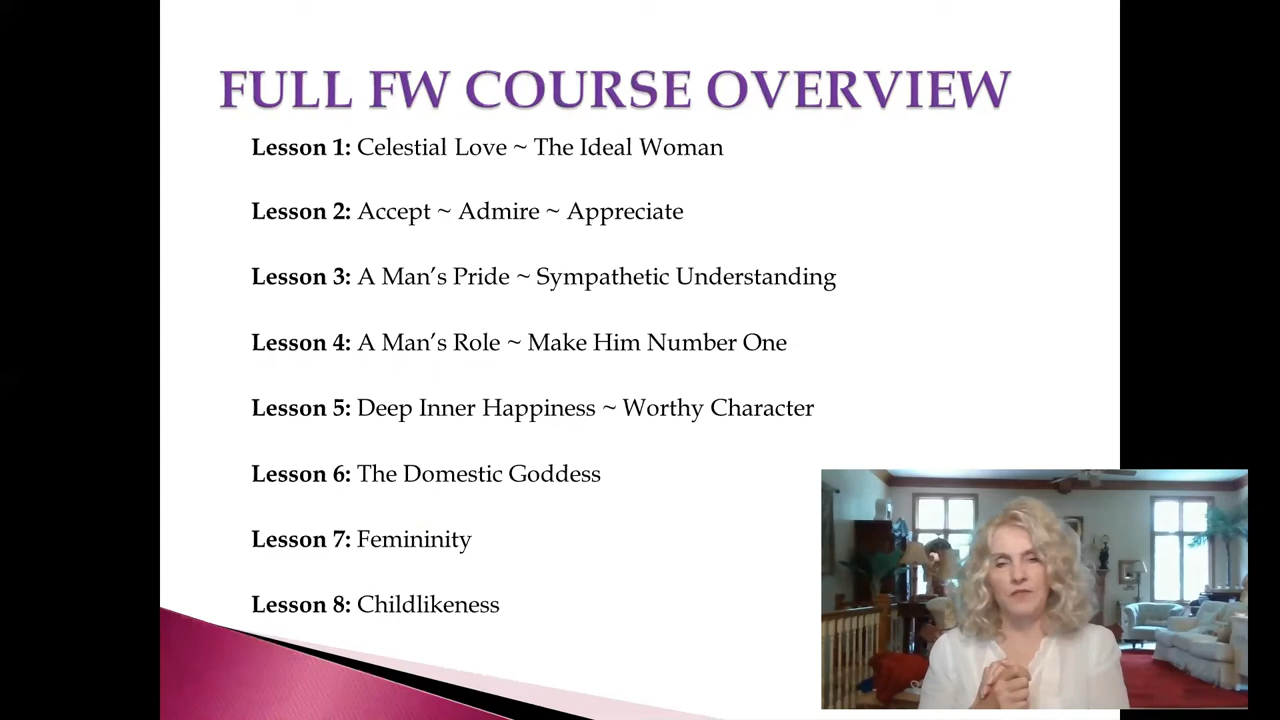 FULL FW COURSE OVERVIEW
Lesson 1: Celestial Love ~ The Ideal Woman
Lesson 2: Accept ~ Admire ~ Appreciate
Lesson 3: A Man’s Pride ~ Sympathetic Understanding
Lesson 4: A Man’s Role ~ Make Him Number One
Lesson 5: Deep Inner Happiness ~ Worthy Character
Lesson 6: The Domestic Goddess
Lesson 7: Femininity
Lesson 8: Childlikeness